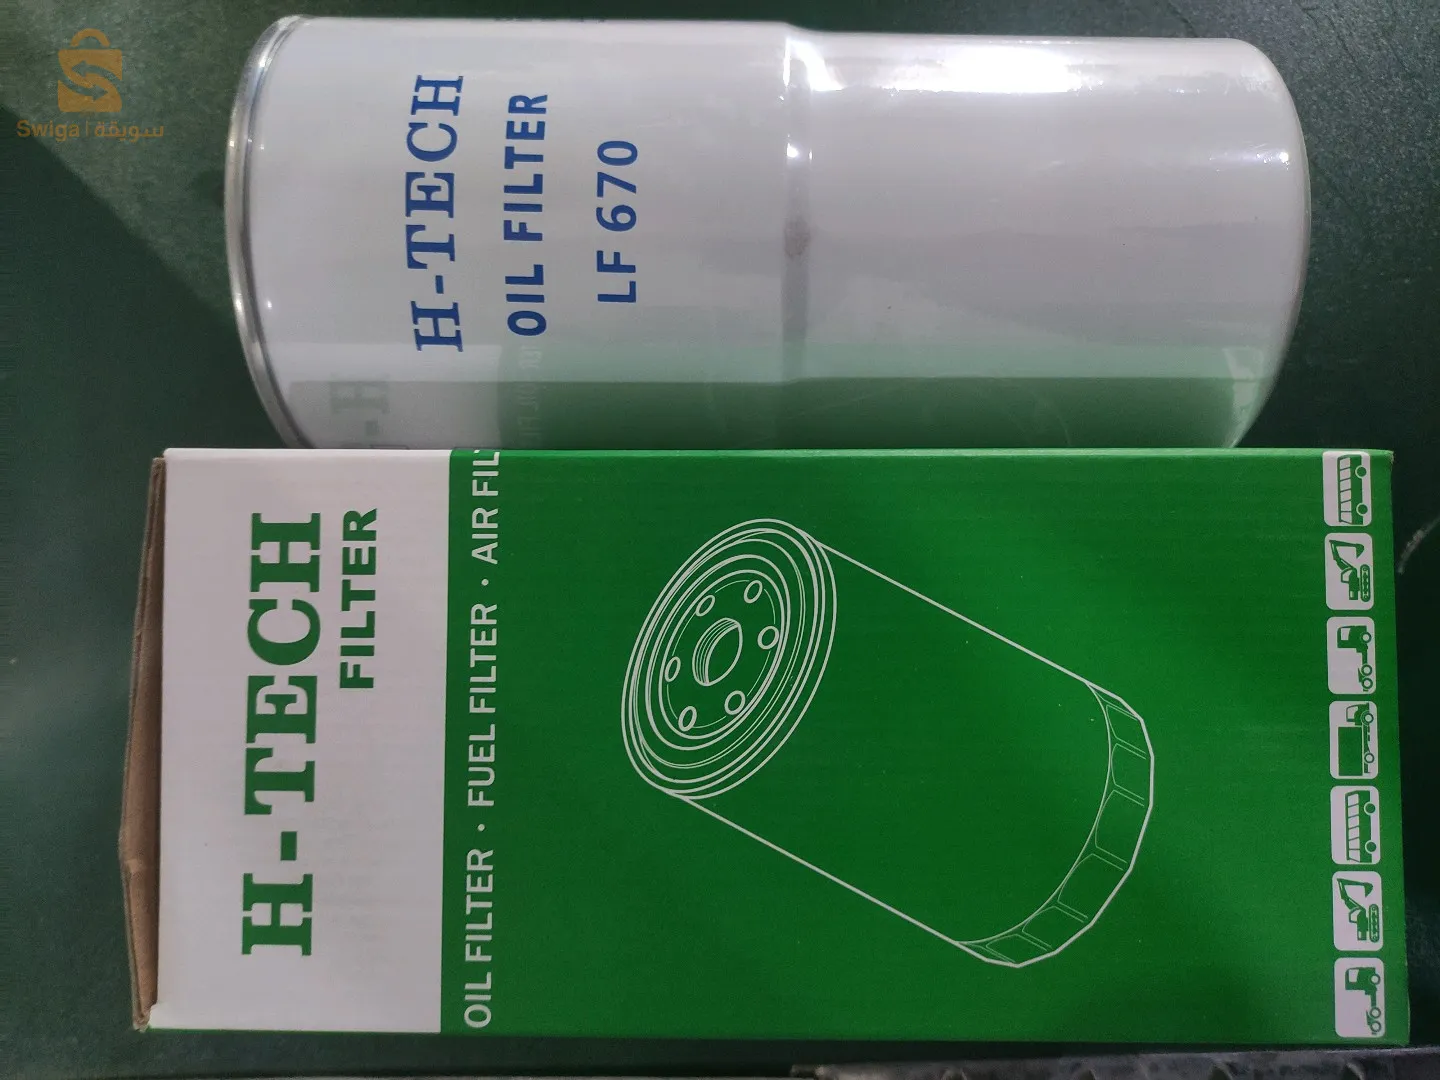 Swiga | سويقة
H-TECH
OIL FILTER
LF 670
H-TECH
FILTER
OIL FILTER · FUEL FILTER · AIR FIL